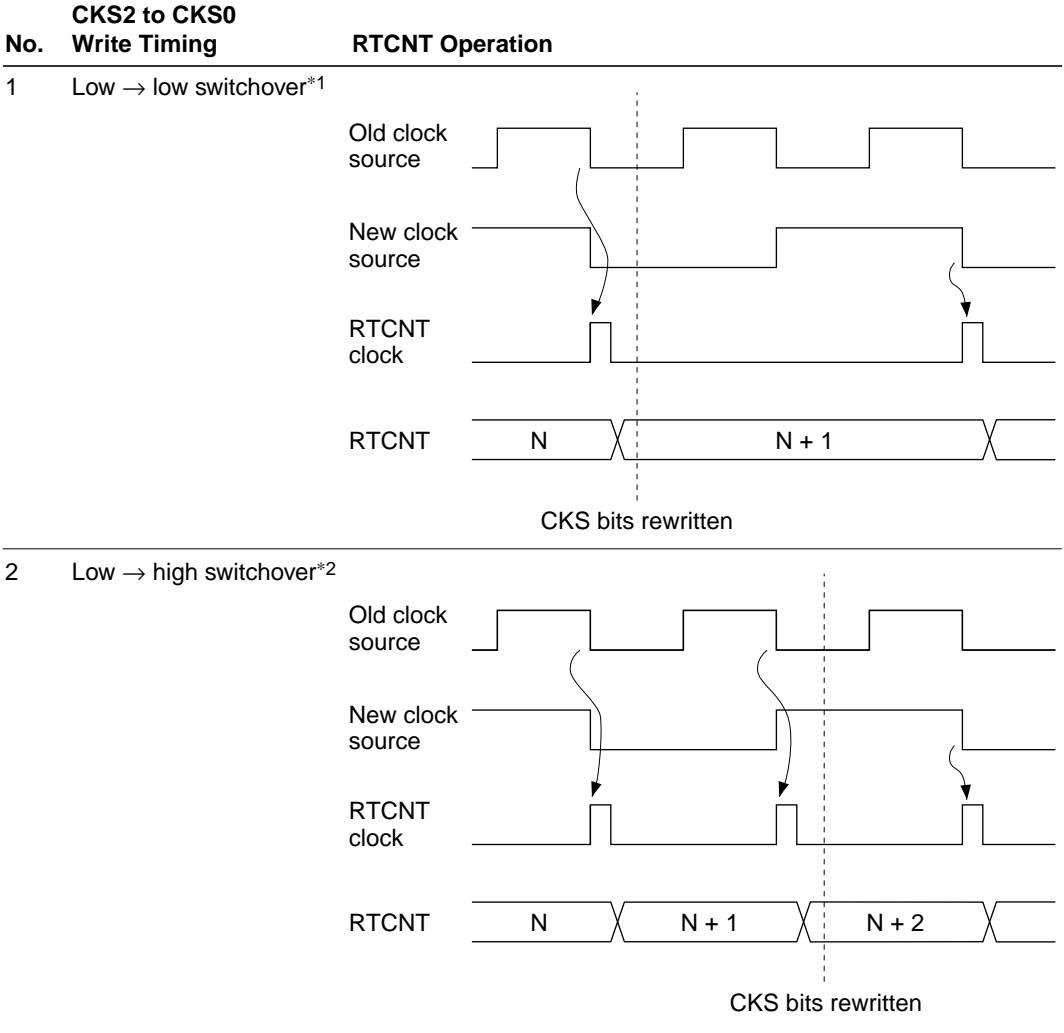 CKS2 to CKS0
No. Write Timing RTCNT Operation
1 Low → low switchover*1
Old clock
source
New clock
source
RTCNT
clock
RTCNT N N + 1
CKS bits rewritten
2 Low → high switchover*2
Old clock
source
New clock
source
RTCNT
clock
RTCNT N N + 1 N + 2
CKS bits rewritten